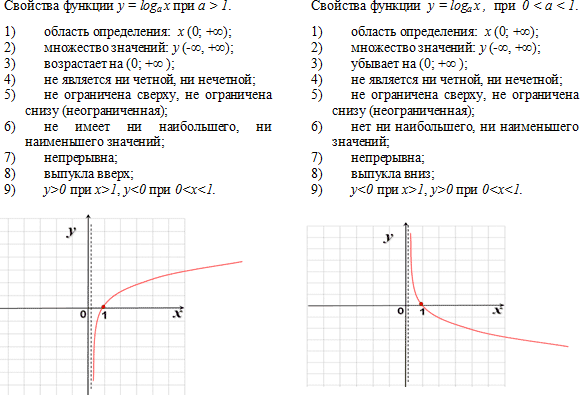 Свойства функции y = logₐx при a > 1.
1) область определения: x (0; +∞);
2) множество значений: y (-∞, +∞);
3) возрастает на (0; +∞ );
4) не является ни четной, ни нечетной;
5) не ограничена сверху, не ограничена
снизу (неограниченная);
6) не имеет ни наибольшего, ни
наименьшего значений;
7) непрерывна;
8) выпукла вверх;
9) y>0 при x>1, y<0 при 0<x<1.
y
0
1
x
Свойства функции y = logₐx , при 0 < a < 1.
1) область определения: x (0; +∞);
2) множество значений: y (-∞, +∞);
3) убывает на (0; +∞ );
4) не является ни четной, ни нечетной;
5) не ограничена сверху, не ограничена
снизу (неограниченная);
6) нет ни наибольшего, ни наименьшего
значений;
7) непрерывна;
8) выпукла вниз;
9) y<0 при x>1, y>0 при 0<x<1.
y
0
1
x